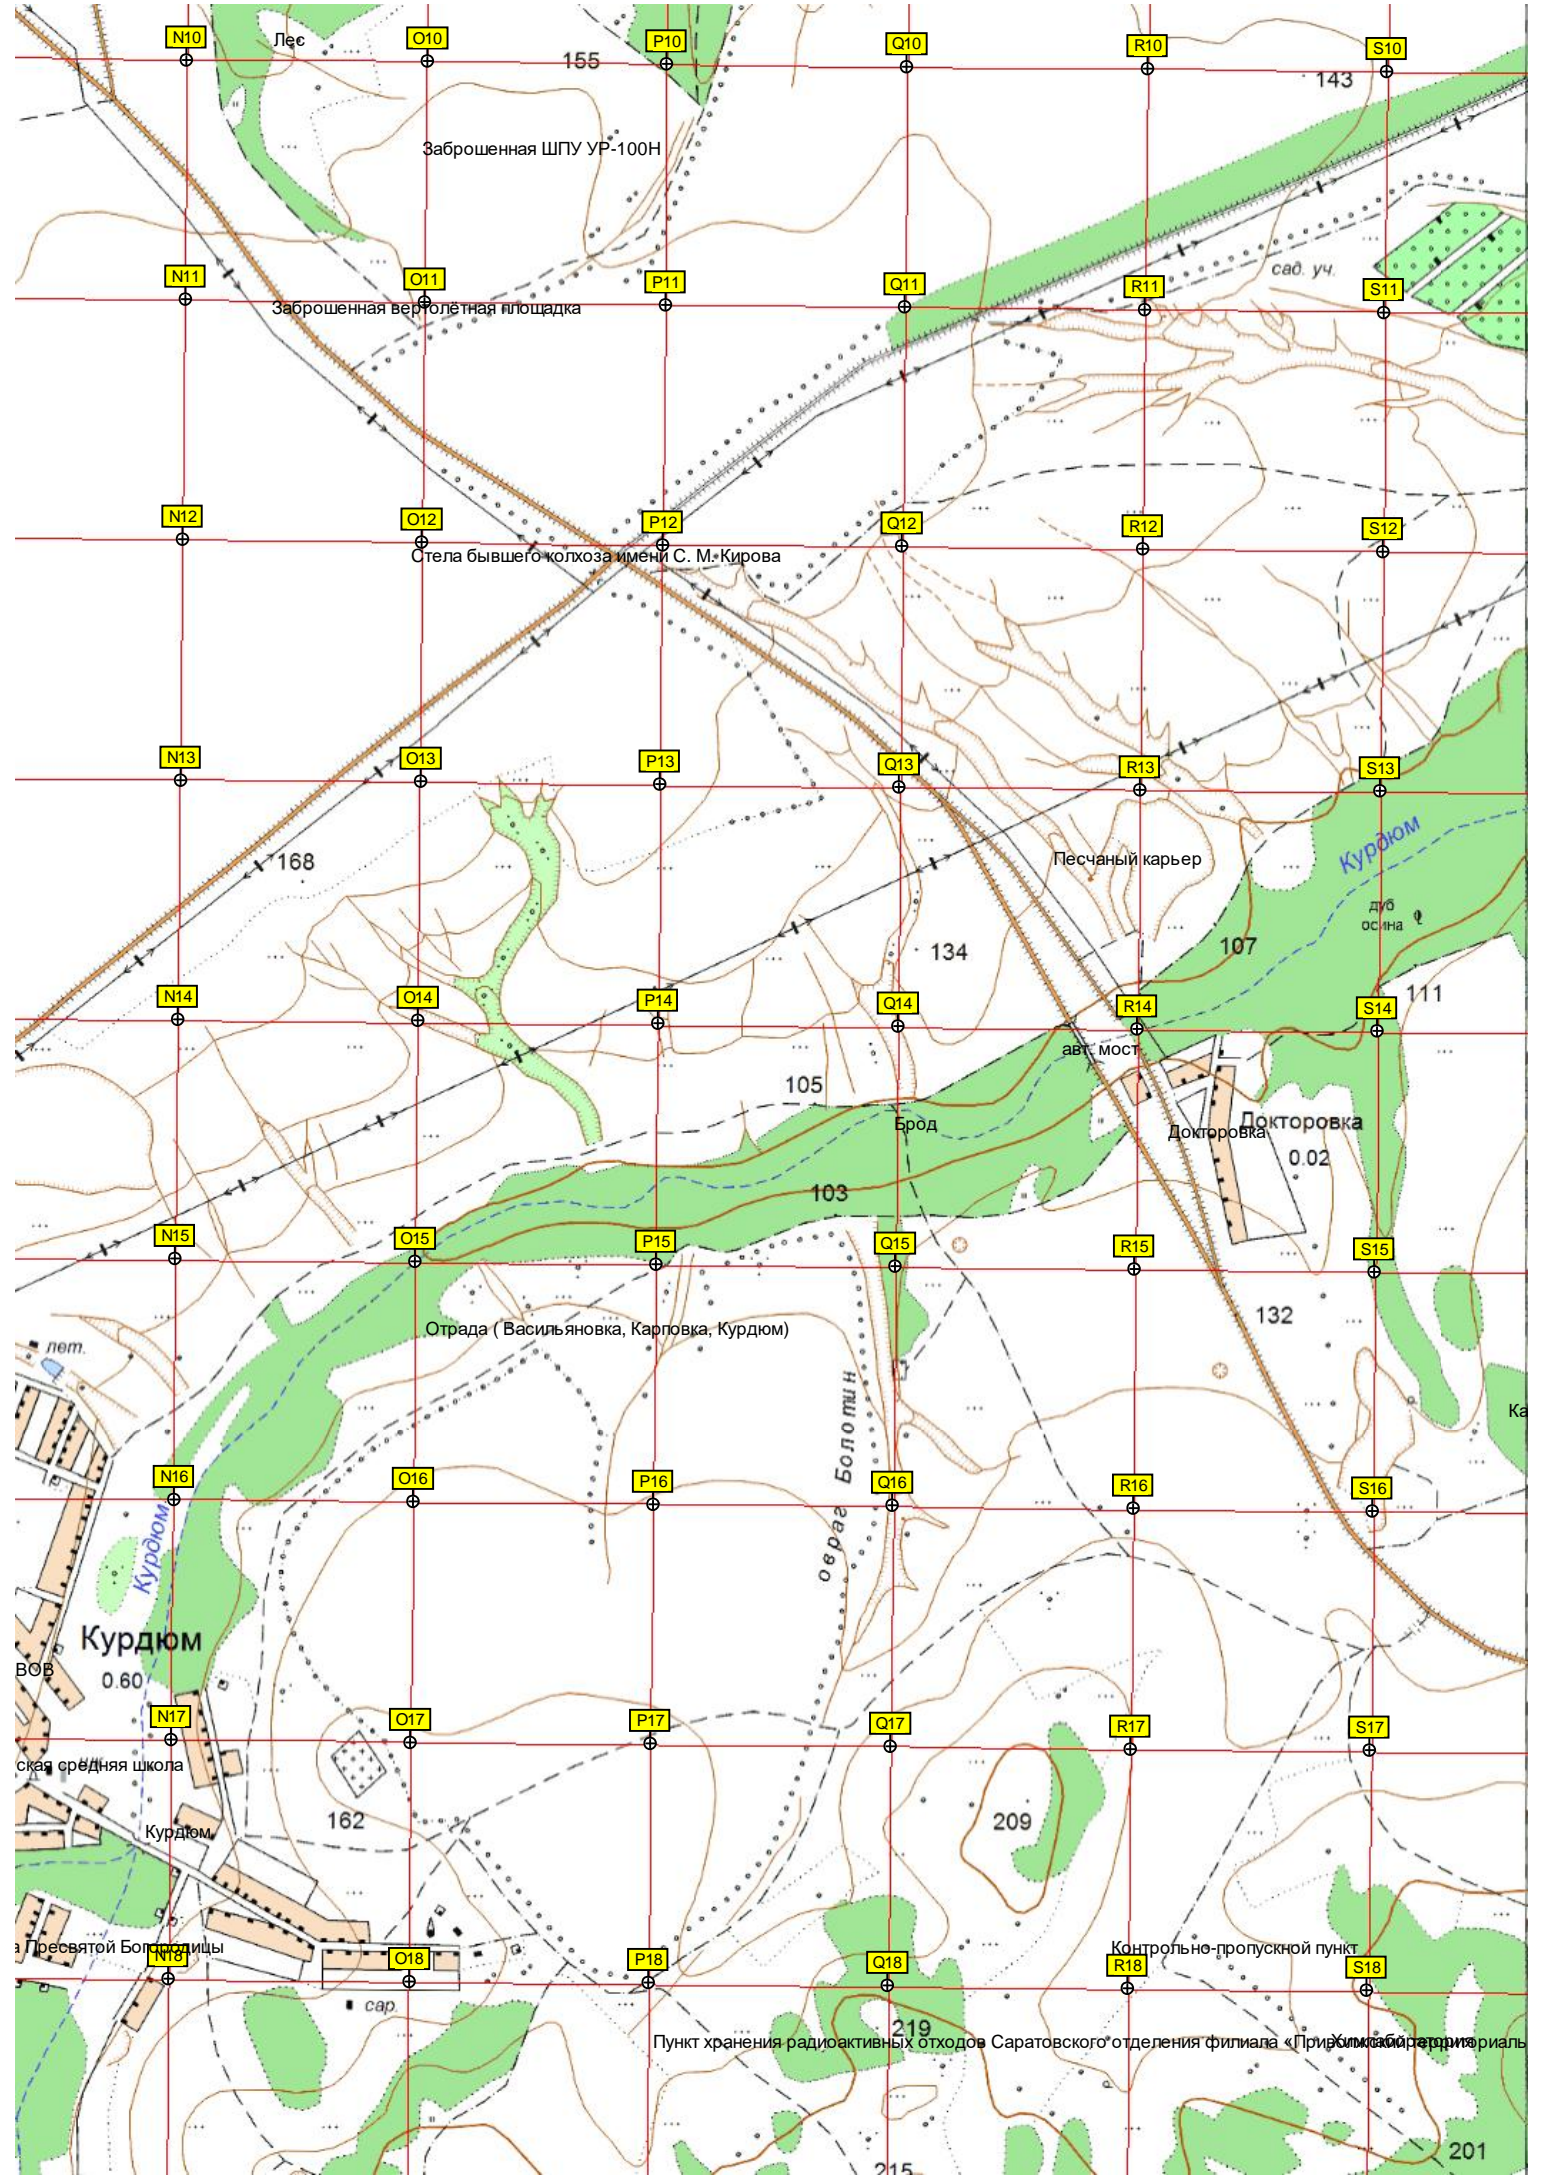 N10
Лес
O10
155
P10
Q10
R10
S10
143
Заброшенная ШПУ УР-100Н
N11
O11
P11
Q11
R11
сад. уч.
S11
Заброшенная вертолётная площадка
N12
O12
P12
Q12
R12
S12
Стела бывшего колхоза имени С. М. Кирова
N13
O13
P13
Q13
R13
S13
168
Песчаный карьер
Курдюм
дуб
осина
134
107
111
N14
O14
P14
Q14
R14
S14
авт. мост
105
Брод
Докторовка
Докторовка
0.02
103
N15
O15
P15
Q15
R15
S15
132
Отрада ( Васильяновка, Карповка, Курдюм)
лет.
овраг Болотин
Ка
N16
O16
P16
Q16
R16
S16
Курдюм
Курдюм
0.60
ВОВ
N17
O17
P17
Q17
R17
S17
ская средняя школа
162
209
Курдюм
а Пресвятой Богородицы
Контрольно-пропускной пункт
N18
O18
P18
Q18
R18
S18
сар.
219
Пункт хранения радиоактивных отходов Саратовского отделения филиала «Приволжский территориаль
Химлаборатория
201
215